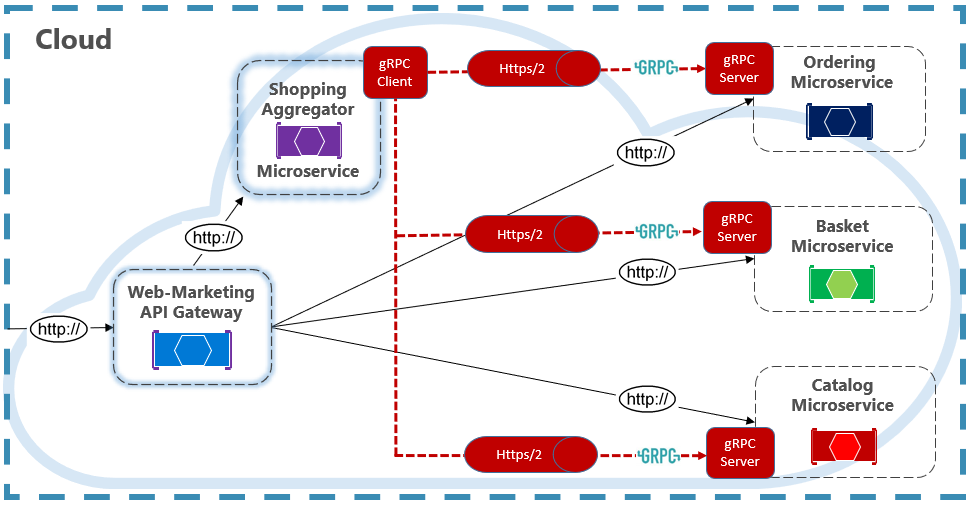 Cloud
Shopping
Aggregator
Microservice
gRPC
Client
Https/2
GRPC
gRPC
Server
Ordering
Microservice
http://
http://
Https/2
GRPC
gRPC
Server
Basket
Microservice
http://
Web-Marketing
API Gateway
http://
http://
Catalog
Microservice
Https/2
GRPC
gRPC
Server